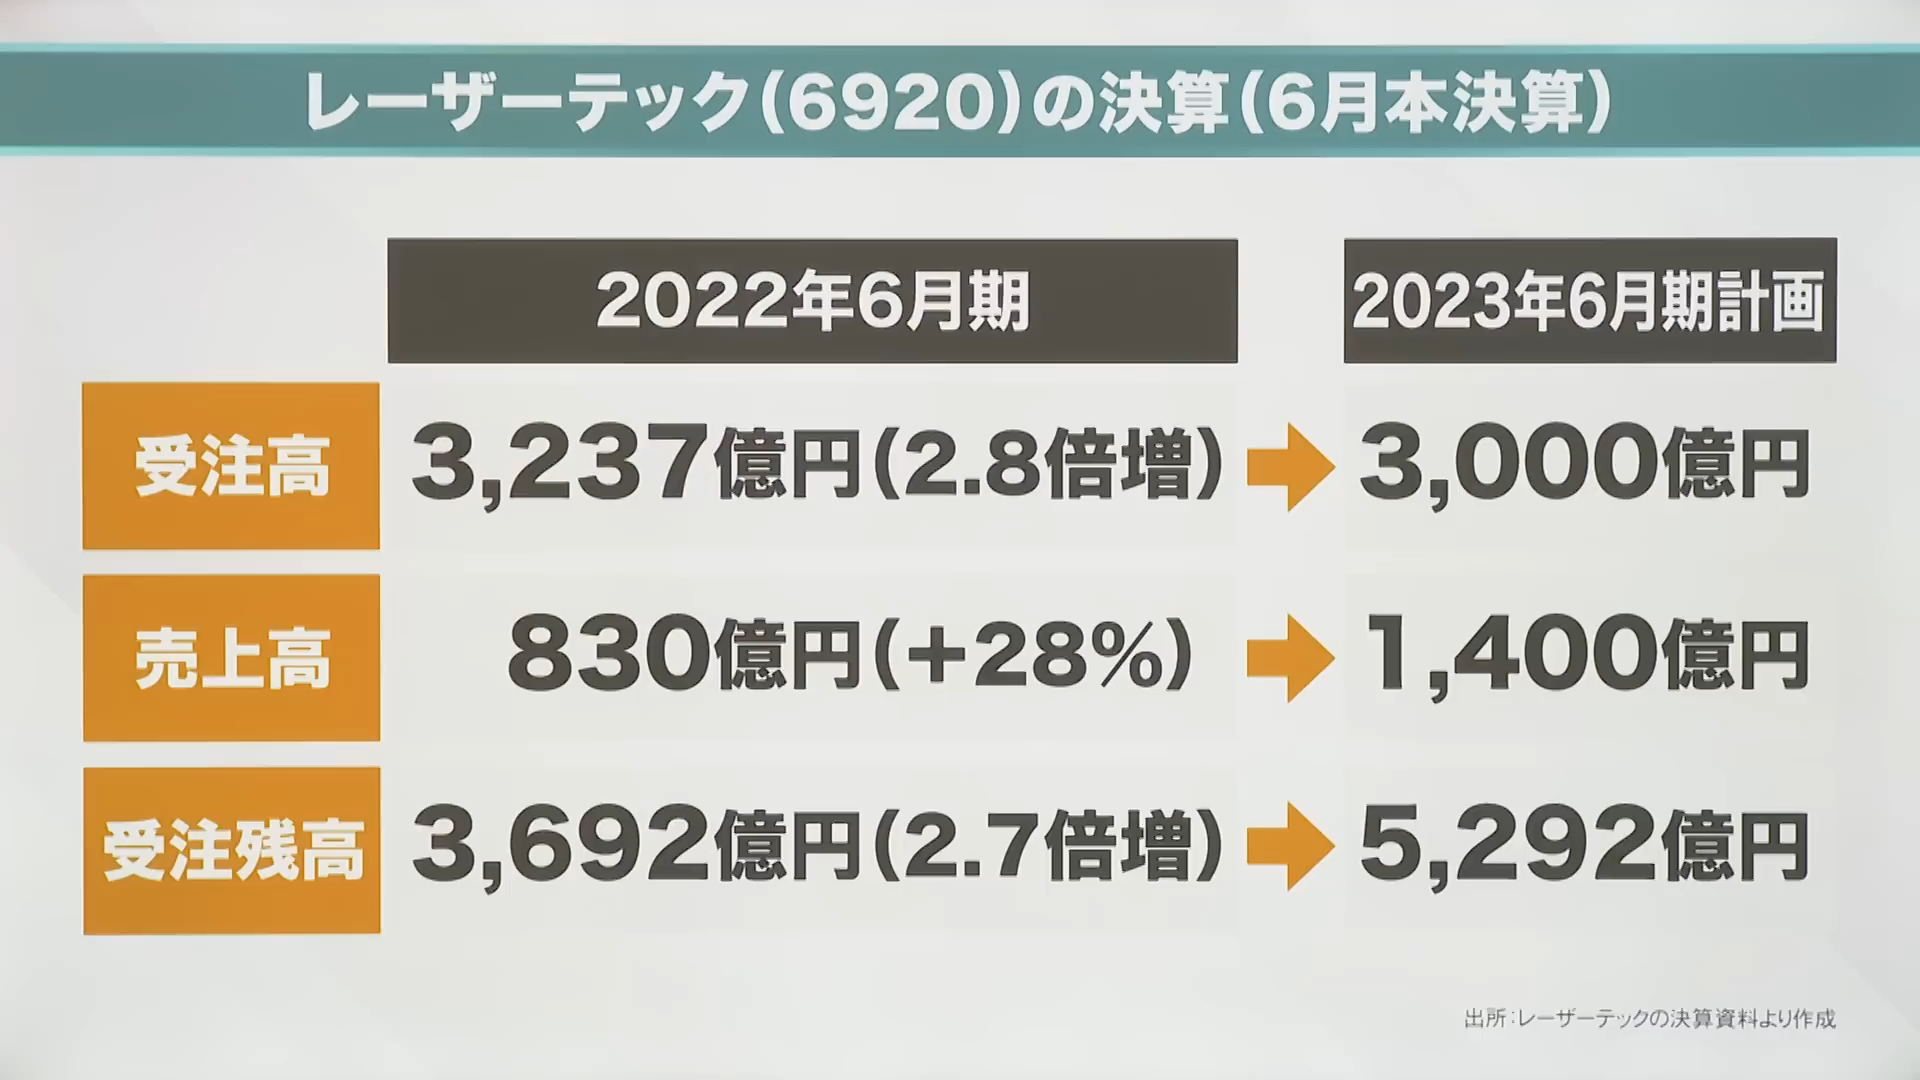 レーザーテック(6920)の決算(6月本決算)
2022年6月期
2023年6月期計画
受注高
3,237億円(2.8倍増)
3,000億円
売上高
830億円(+28%)
1,400億円
受注残高
3,692億円(2.7倍増)
5,292億円
出所:レーザーテックの決算資料より作成